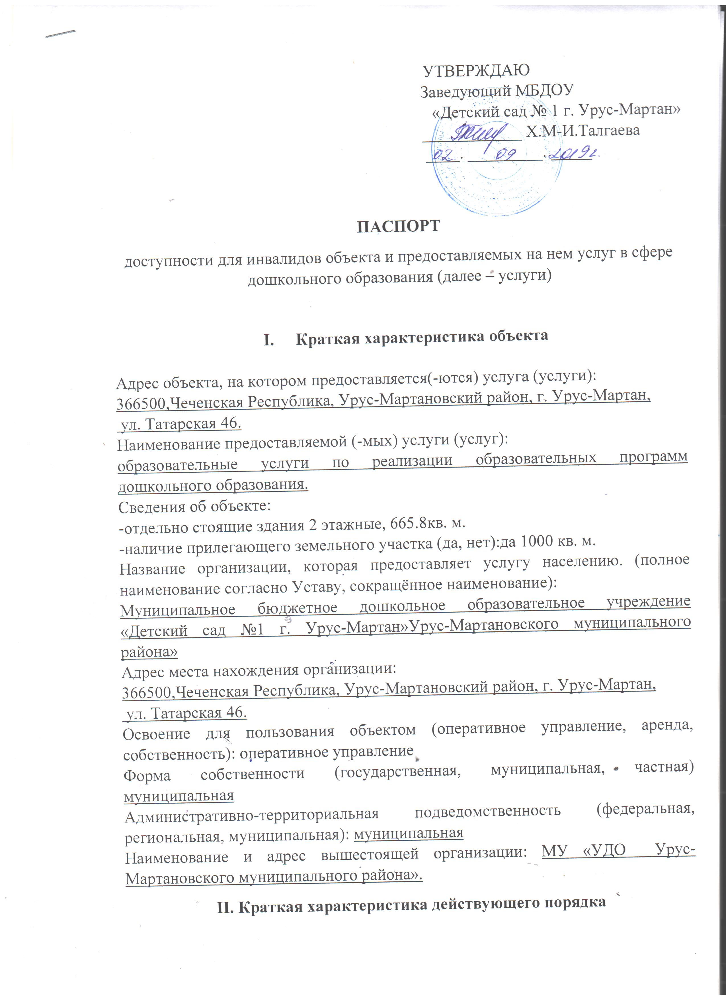 УТВЕРЖДАЮ
Заведующий МБДОУ
«Детский сад № 1 г. Урус-Мартан»
Х.М-И.Талгаева
02 . 09 . 2019г.
ПАСПОРТ
доступности для инвалидов объекта и предоставляемых на нем услуг в сфере
дошкольного образования (далее – услуги)
I. Краткая характеристика объекта
Адрес объекта, на котором предоставляется(-ются) услуга (услуги):
366500,Чеченская Республика, Урус-Мартановский район, г. Урус-Мартан,
ул. Татарская 46.
Наименование предоставляемой (-мых) услуги (услуг):
образовательные услуги по реализации образовательных программ
дошкольного образования.
Сведения об объекте:
-отдельно стоящие здания 2 этажные, 665.8кв. м.
-наличие прилегающего земельного участка (да, нет):да 1000 кв. м.
Название организации, которая предоставляет услугу населению. (полное
наименование согласно Уставу, сокращённое наименование):
Муниципальное бюджетное дошкольное образовательное учреждение
«Детский сад №1 г. Урус-Мартан»Урус-Мартановского муниципального
района»
Адрес места нахождения организации:
366500,Чеченская Республика, Урус-Мартановский район, г. Урус-Мартан,
ул. Татарская 46.
Освоение для пользования объектом (оперативное управление, аренда,
собственность): оперативное управление
Форма собственности (государственная, муниципальная, частная)
муниципальная
Административно-территориальная подведомственность (федеральная,
региональная, муниципальная): муниципальная
Наименование и адрес вышестоящей организации: МУ «УДО Урус-
Мартановского муниципального района».
II. Краткая характеристика действующего порядка